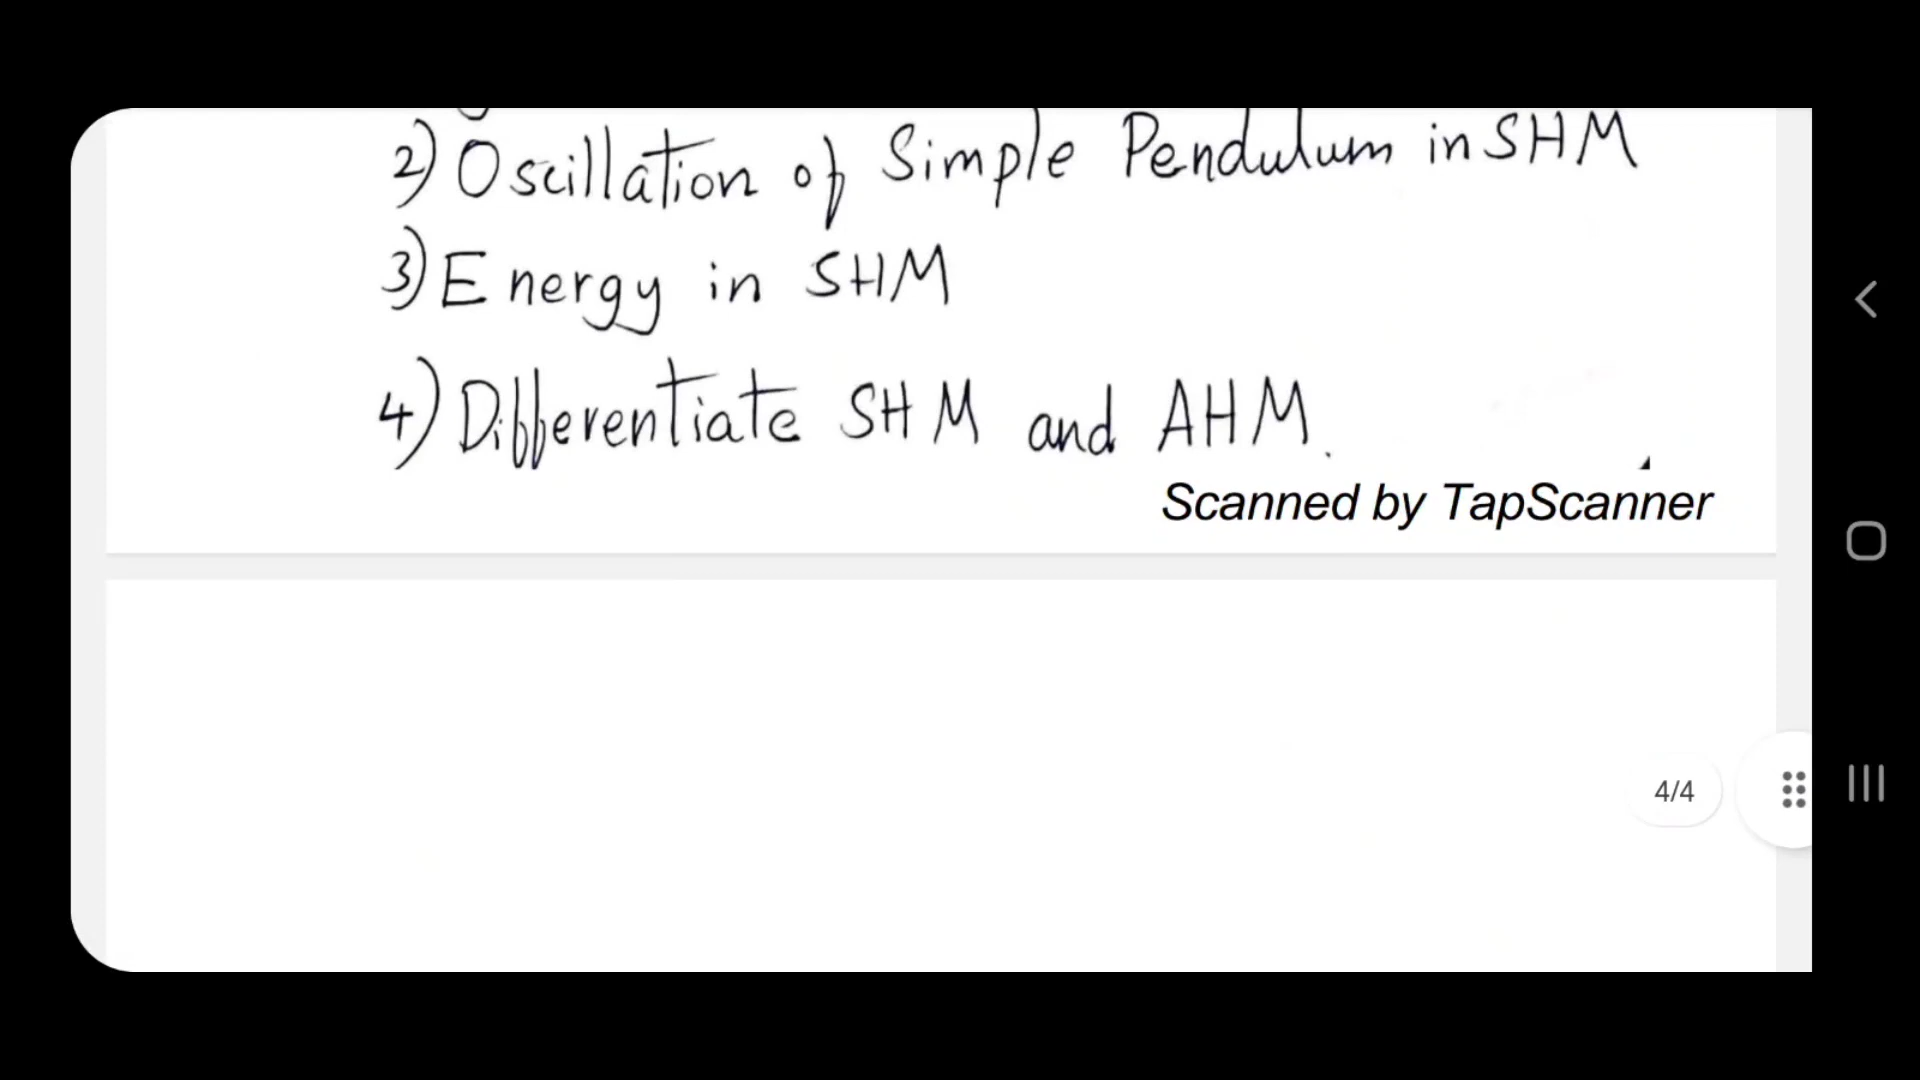 2) Oscillation of Simple Pendulum in SHM
3) Energy in SHM
4) Differentiate SHM and AHM.
Scanned by TapScanner
4/4